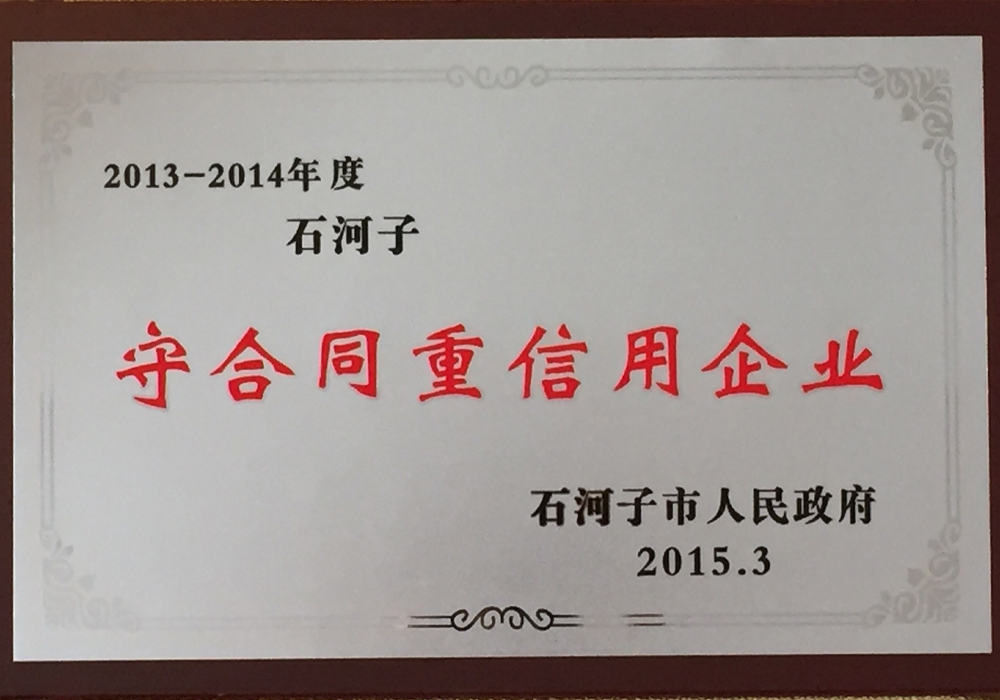 2013-2014年度
石河子
守合同重信用企业
石河子市人民政府
2015.3